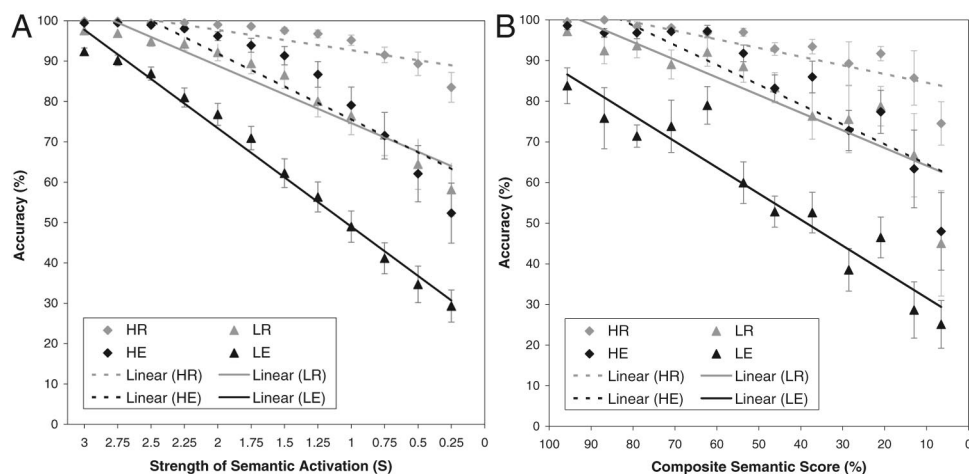 A
100
90
80
70
60
50
40
30
20
10
0
Accuracy (%)
HR LR
HE LE
Linear (HR) Linear (LR)
Linear (HE) Linear (LE)
3 2.75 2.5 2.25 2 1.75 1.5 1.25 1 0.75 0.5 0.25 0
Strength of Semantic Activation (S)
B
100
90
80
70
60
50
40
30
20
10
0
Accuracy (%)
HR LR
HE LE
Linear (HR) Linear (LR)
Linear (HE) Linear (LE)
100 90 80 70 60 50 40 30 20 10 0
Composite Semantic Score (%)